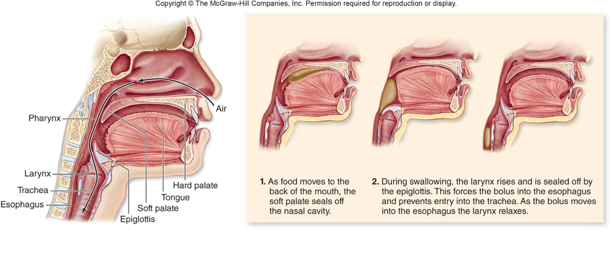 Copyright © The McGraw-Hill Companies, Inc. Permission required for reproduction or display.
Pharynx
Air
Larynx
Trachea
Esophagus
Hard palate
Tongue
Soft palate
Epiglottis
1. As food moves to the
back of the mouth, the
soft palate seals off
the nasal cavity.
2. During swallowing, the larynx rises and is sealed off by
the epiglottis. This forces the bolus into the esophagus
and prevents entry into the trachea. As the bolus moves
into the esophagus the larynx relaxes.